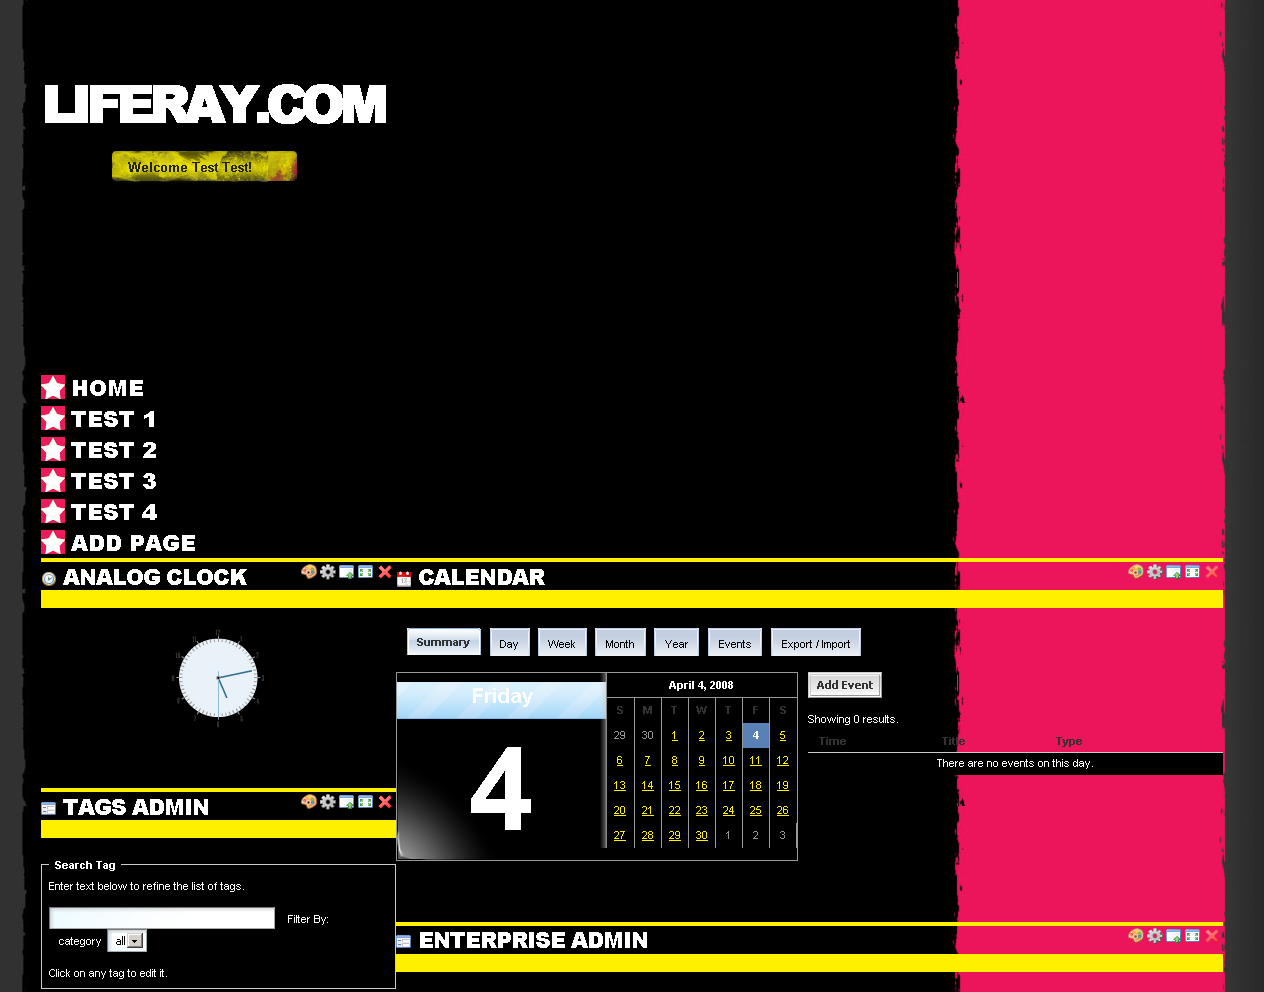 LIFERAY.COM
Welcome Test Test!
HOME
TEST 1
TEST 2
TEST 3
TEST 4
ADD PAGE
ANALOG CLOCK
CALENDAR
Summary Day Week Month Year Events Export / Import
Friday
4
April 4, 2008
S M T W T F S
29 30 1 2 3 4 5
6 7 8 9 10 11 12
13 14 15 16 17 18 19
20 21 22 23 24 25 26
27 28 29 30 1 2 3
Add Event
Showing 0 results.
Time Title Type
There are no events on this day.
TAGS ADMIN
Search Tag
Enter text below to refine the list of tags.
Filter By:
category all
Click on any tag to edit it.
ENTERPRISE ADMIN